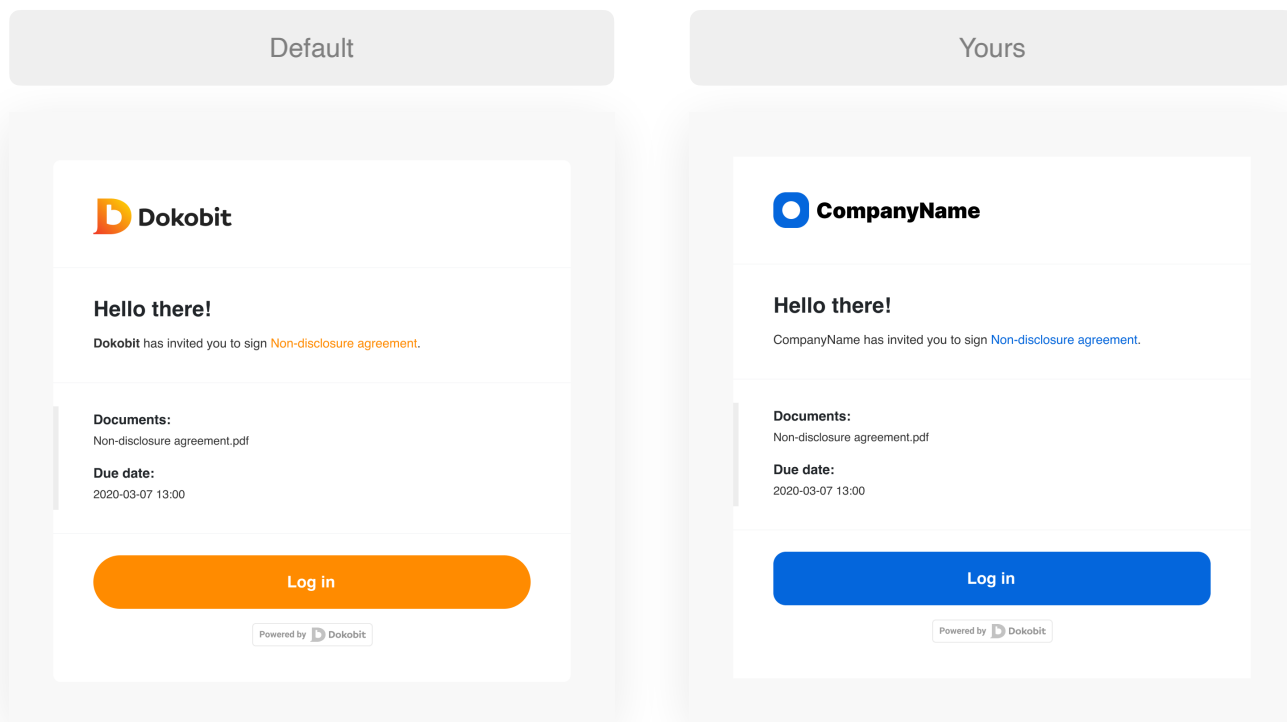 Default
Dokobit
Hello there!
Dokobit has invited you to sign Non-disclosure agreement.
Documents:
Non-disclosure agreement.pdf
Due date:
2020-03-07 13:00
Log in
Powered by Dokobit
Yours
CompanyName
Hello there!
CompanyName has invited you to sign Non-disclosure agreement.
Documents:
Non-disclosure agreement.pdf
Due date:
2020-03-07 13:00
Log in
Powered by Dokobit